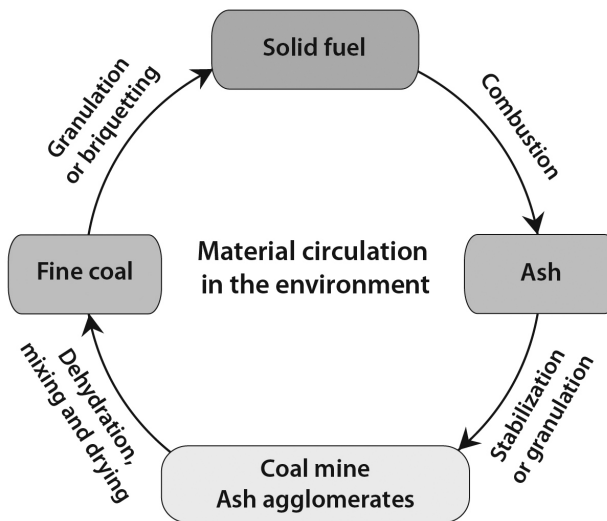 Solid fuel
Granulation
or briquetting
Combustion
Fine coal
Material circulation
in the environment
Ash
Dehydration,
mixing and drying
Stabilization
or granulation
Coal mine
Ash agglomerates